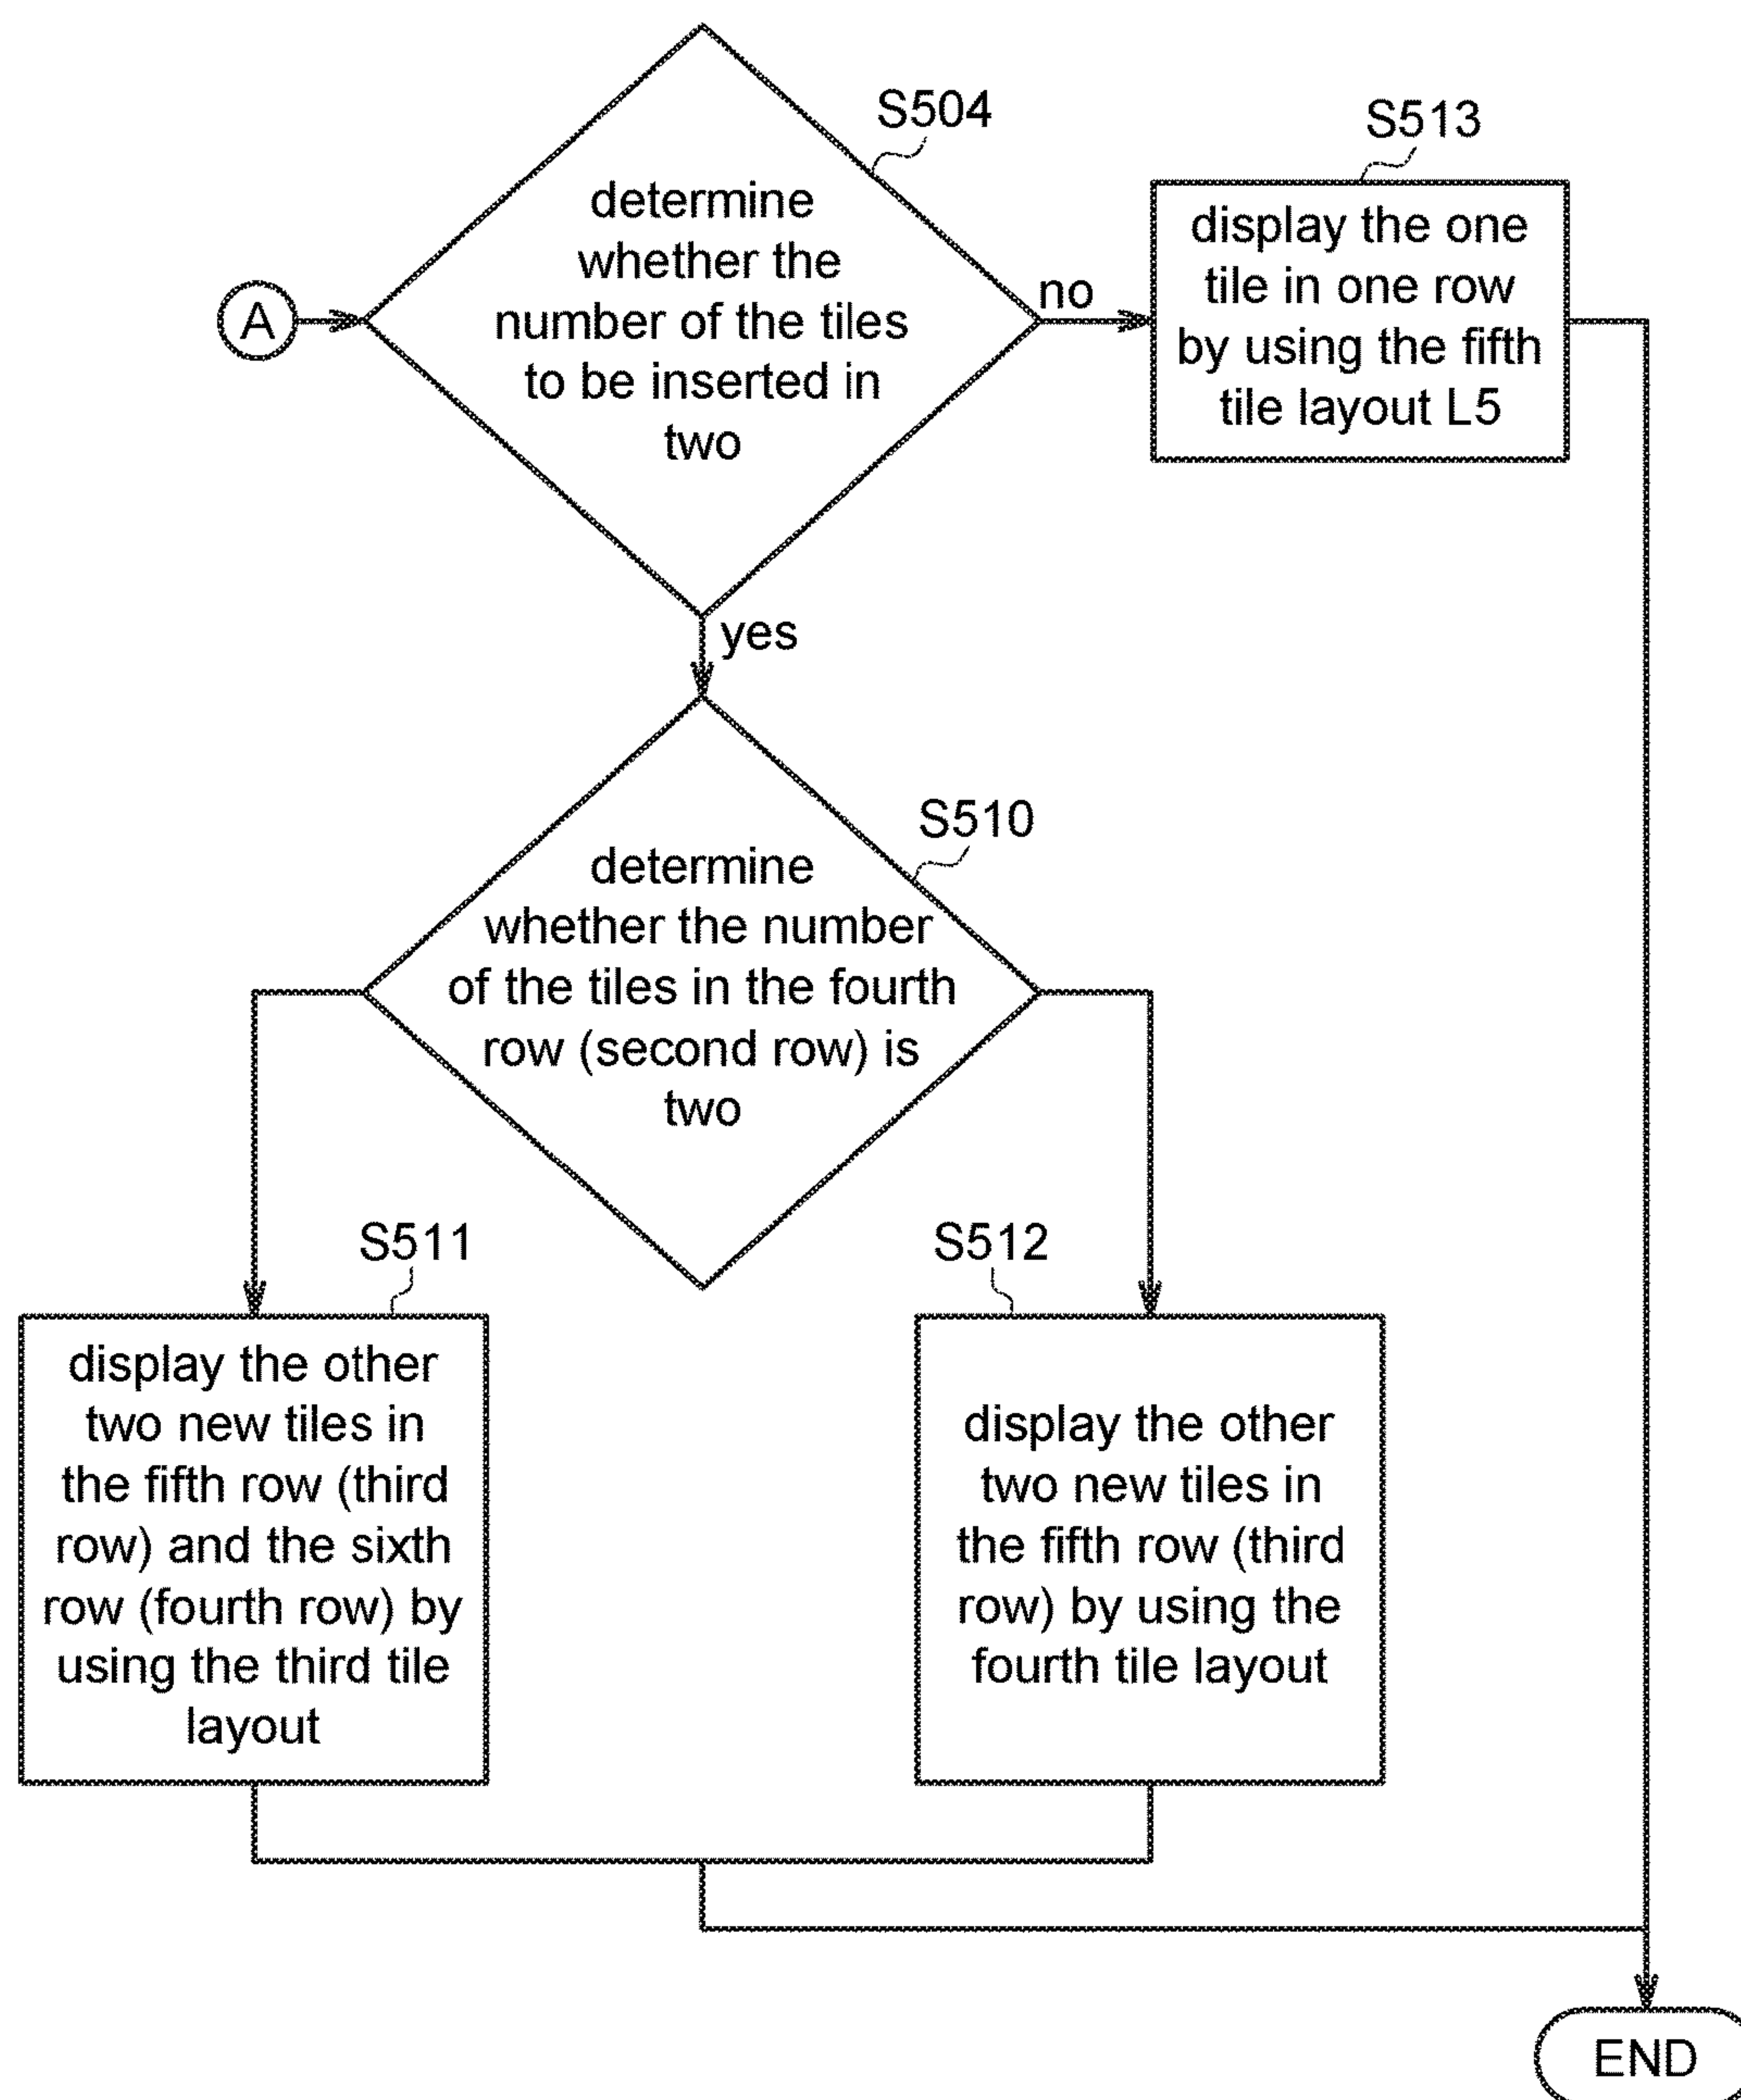 S504
determine
whether the
number of the tiles
to be inserted in
two
A
no
S513
display the one
tile in one row
by using the fifth
tile layout L5
yes
S510
determine
whether the number
of the tiles in the fourth
row (second row) is
two
S511
display the other
two new tiles in
the fifth row (third
row) and the sixth
row (fourth row) by
using the third tile
layout
S512
display the other
two new tiles in
the fifth row (third
row) by using the
fourth tile layout
END